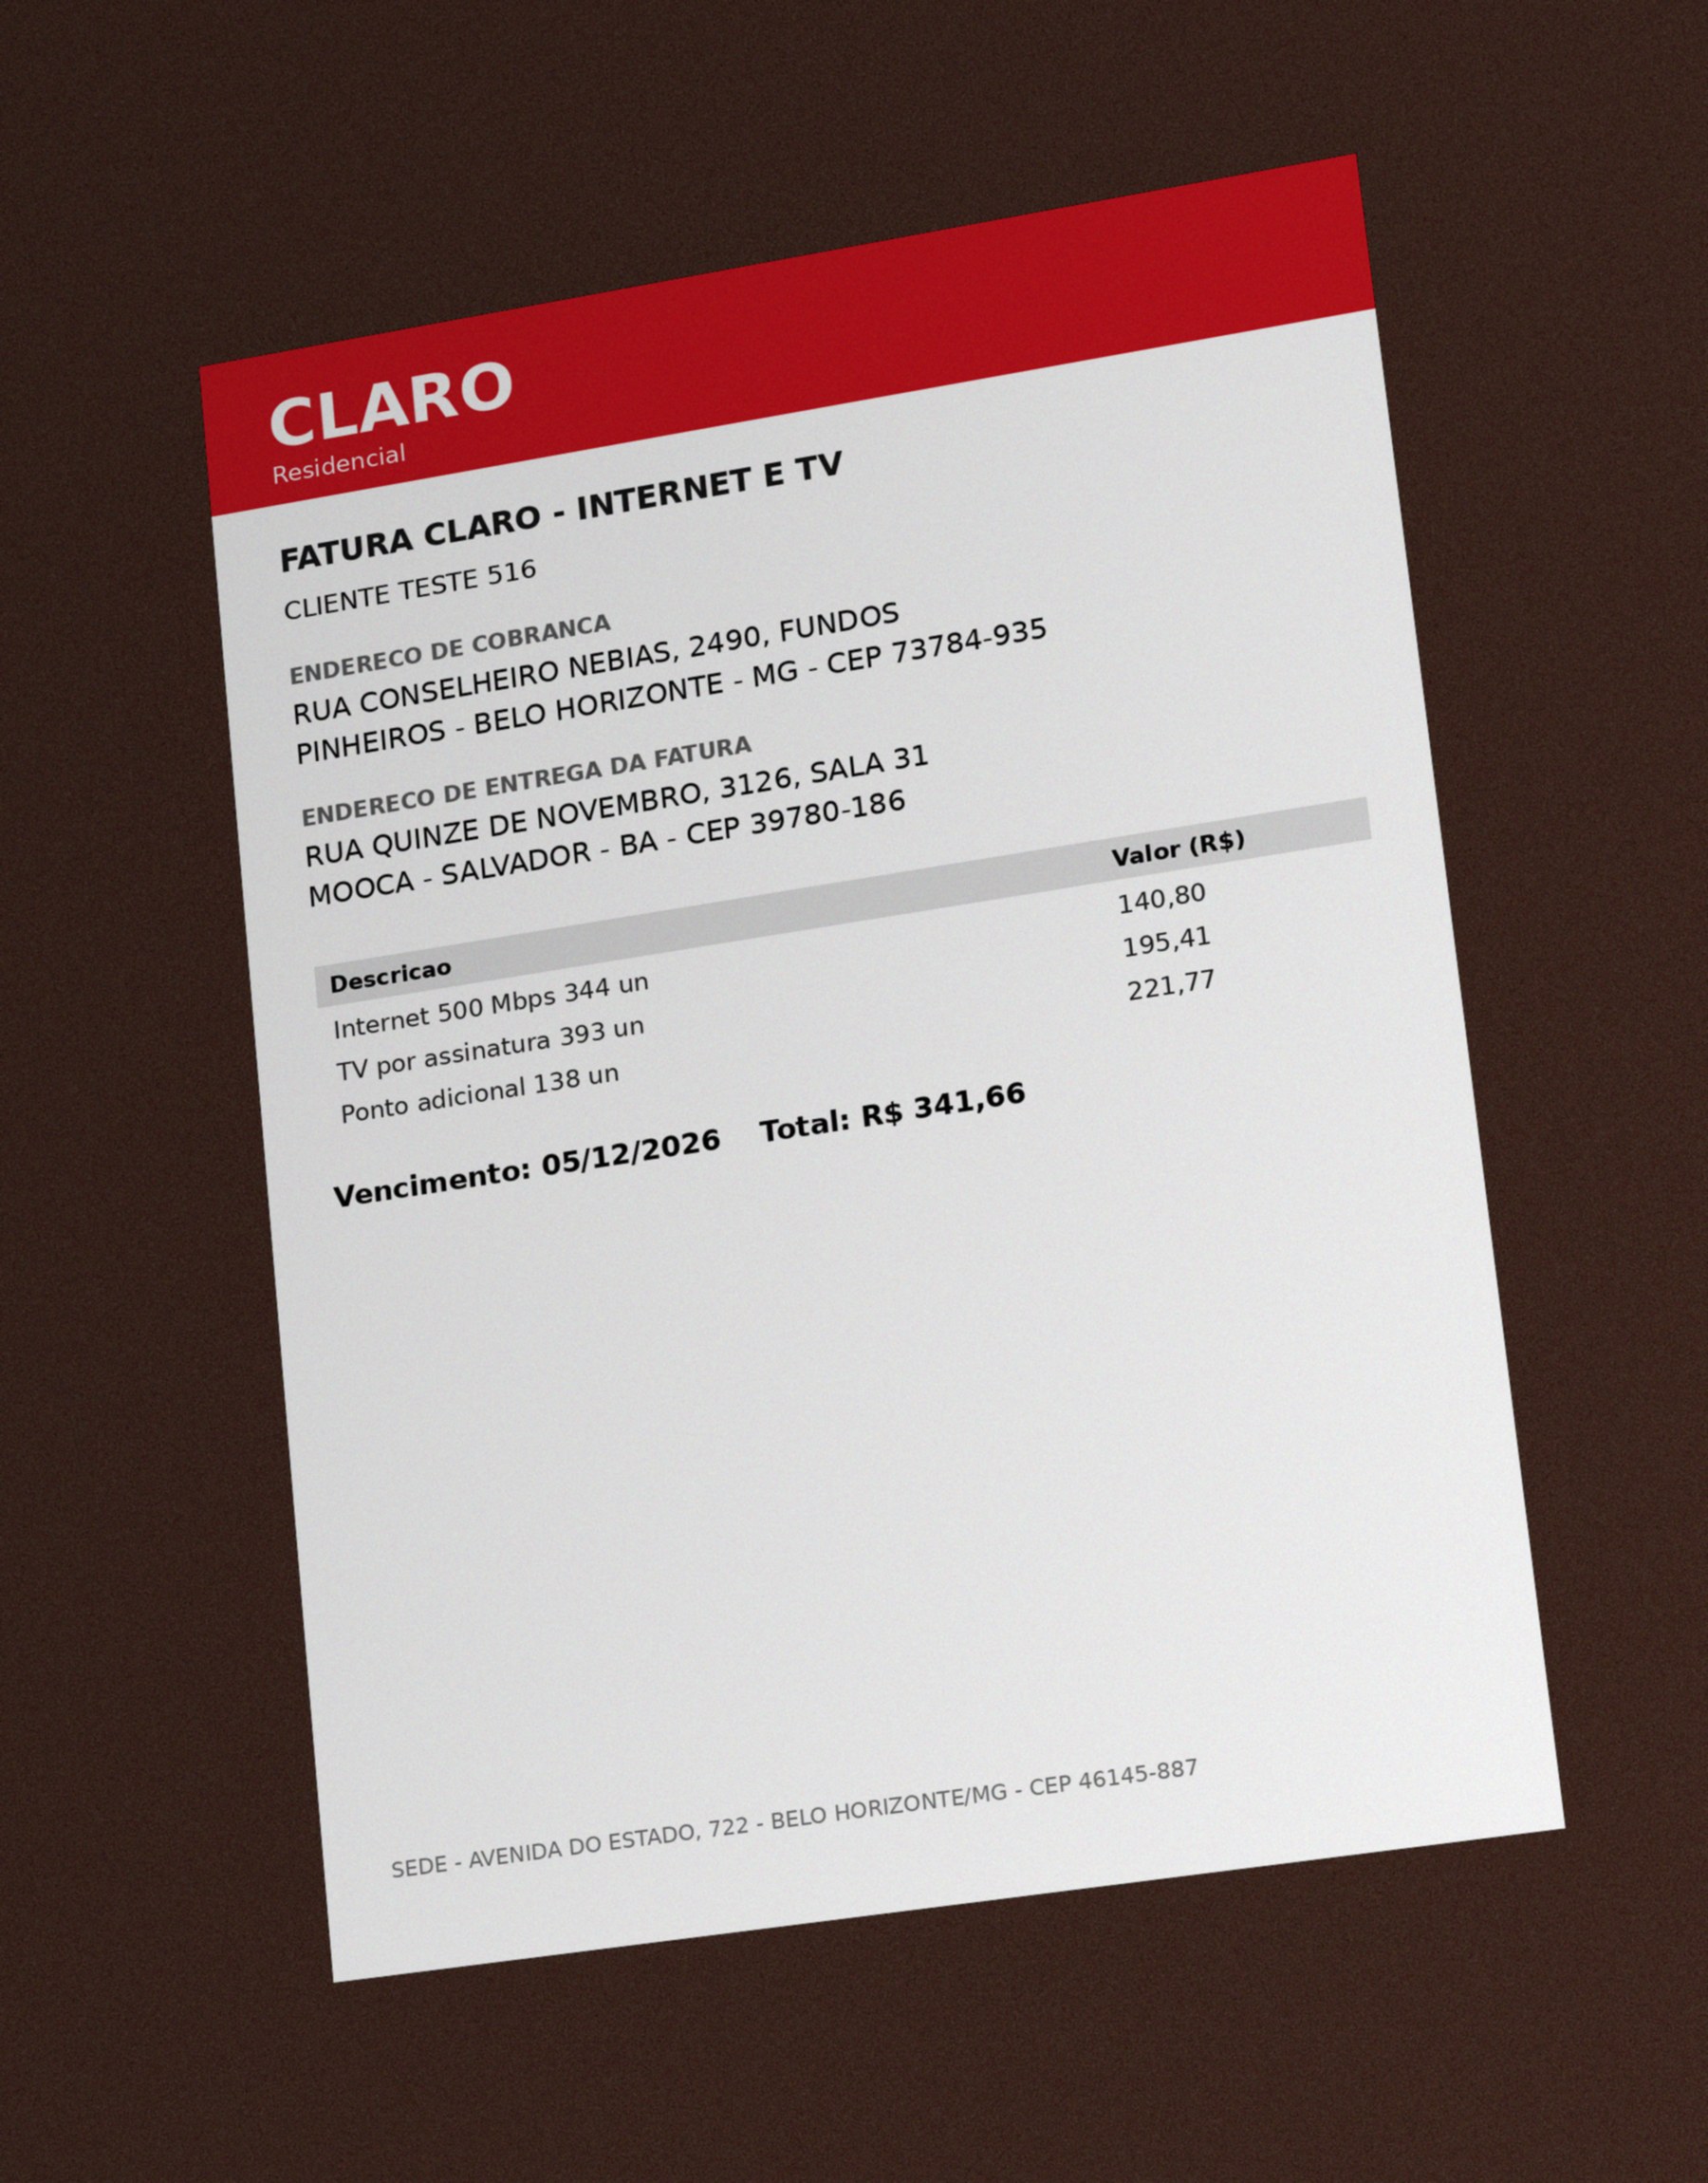 CLARO
Residencial
FATURA CLARO - INTERNET E TV
CLIENTE TESTE 516
ENDERECO DE COBRANCA
RUA CONSELHEIRO NEBIAS, 2490, FUNDOS
PINHEIROS - BELO HORIZONTE - MG - CEP 73784-935
ENDERECO DE ENTREGA DA FATURA
RUA QUINZE DE NOVEMBRO, 3126, SALA 31
MOOCA - SALVADOR - BA - CEP 39780-186
Descricao Valor (R$)
Internet 500 Mbps 344 un 140,80
TV por assinatura 393 un 195,41
Ponto adicional 138 un 221,77
Vencimento: 05/12/2026 Total: R$ 341,66
SEDE - AVENIDA DO ESTADO, 722 - BELO HORIZONTE/MG - CEP 46145-887